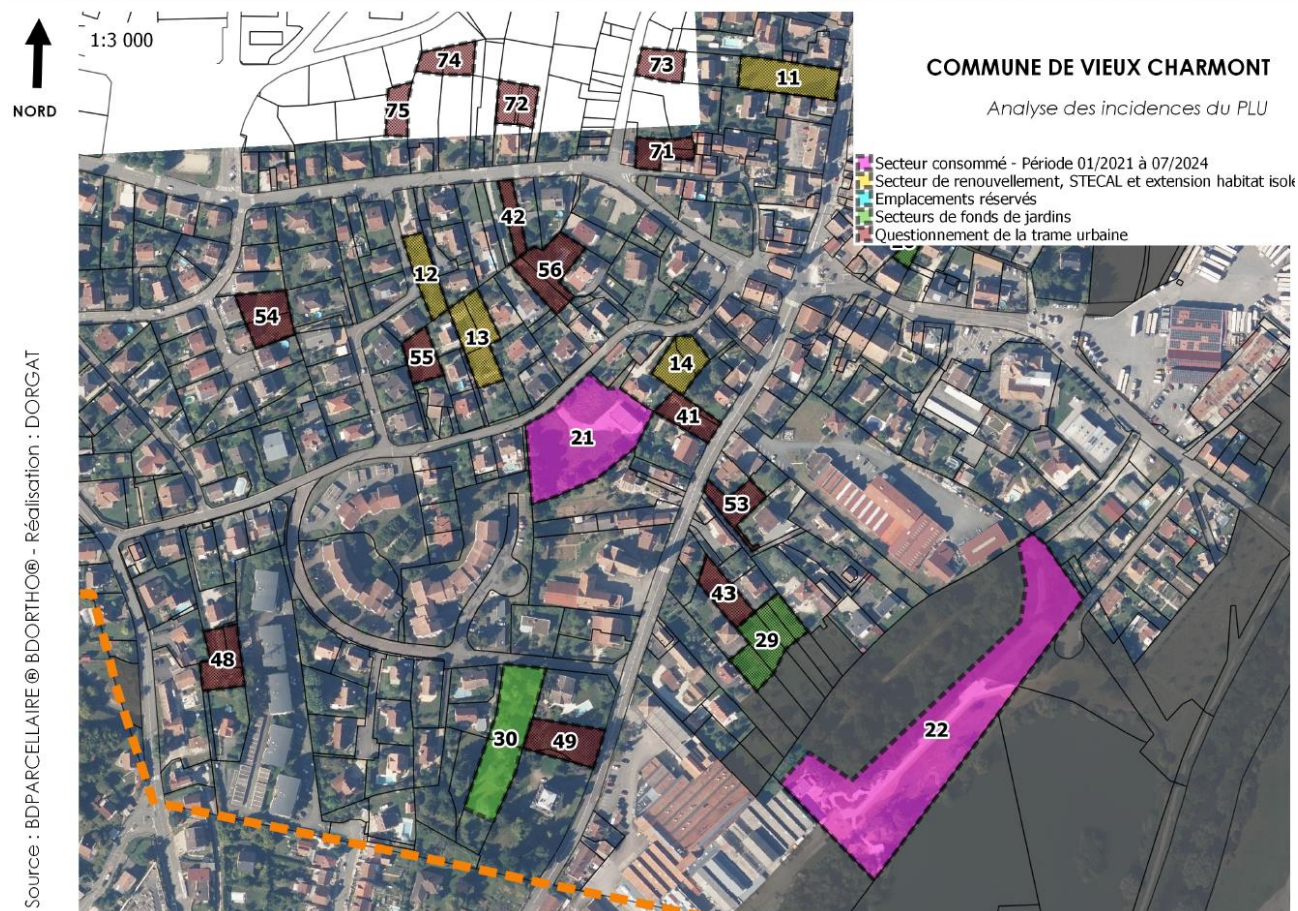 1:3 000
NORD
COMMUNE DE VIEUX CHARMONT
Analyse des incidences du PLU
Secteur consommé - Période 01/2021 à 07/2024
Secteur de renouvellement, STECAL et extension habitat isole
Emplacements réservés
Secteurs de fonds de jardins
Questionnement de la trame urbaine
74
73
11
75
72
71
42
56
12
54
13
55
14
41
21
53
43
29
48
30
49
22
Source : BDPARCELLAIRE ® BDORTHO® - Réalisation : DORGAT